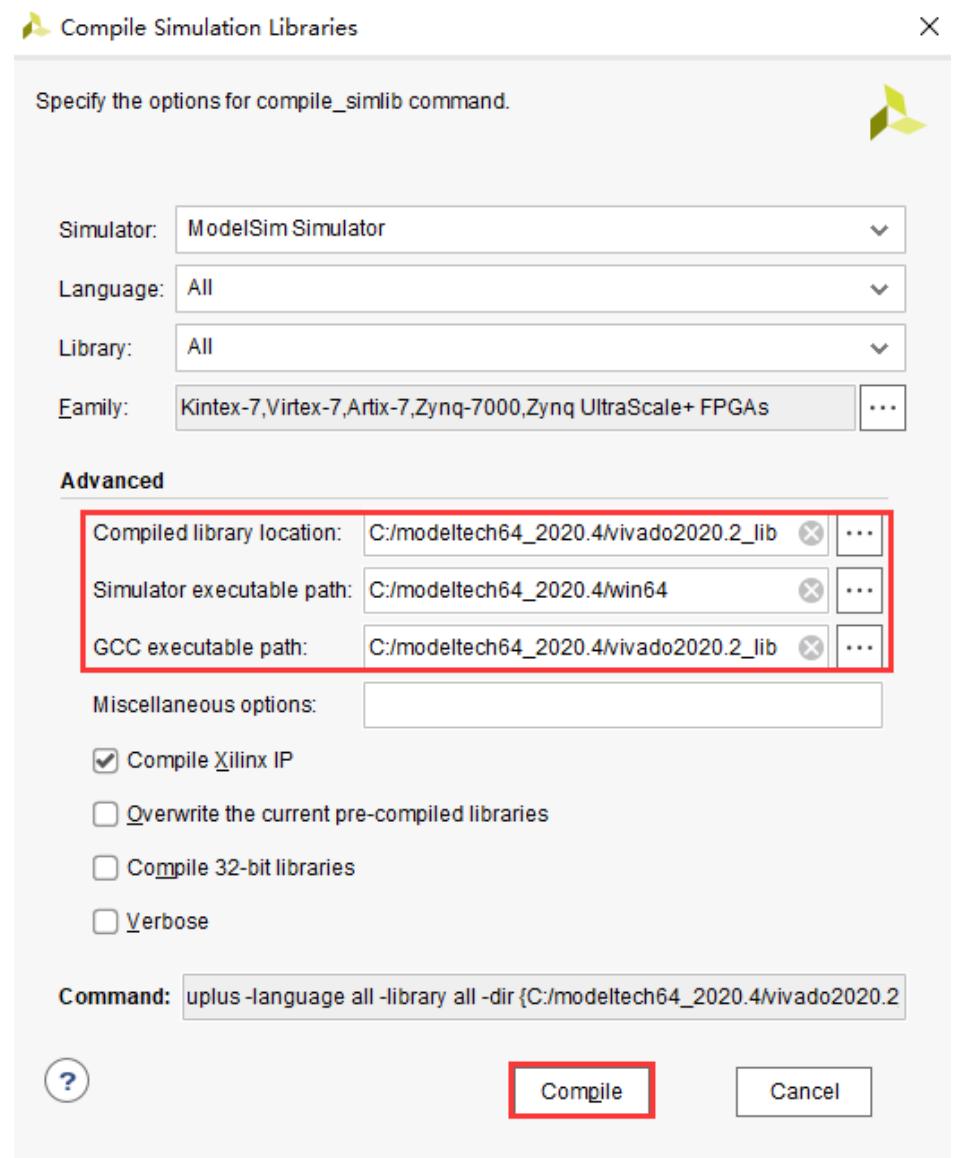 Compile Simulation Libraries
Specify the options for compile_simlib command.
Simulator: ModelSim Simulator
Language: All
Library: All
Family: Kintex-7,Virtex-7,Artix-7,Zynq-7000,Zynq UltraScale+ FPGAs ...
Advanced
Compiled library location: C:/modeltech64_2020.4/vivado2020.2_lib ...
Simulator executable path: C:/modeltech64_2020.4/win64 ...
GCC executable path: C:/modeltech64_2020.4/vivado2020.2_lib ...
Miscellaneous options:
Compile Xilinx IP
Overwrite the current pre-compiled libraries
Compile 32-bit libraries
Verbose
Command: uplus -language all -library all -dir {C:/modeltech64_2020.4/vivado2020.2
? Compile Cancel